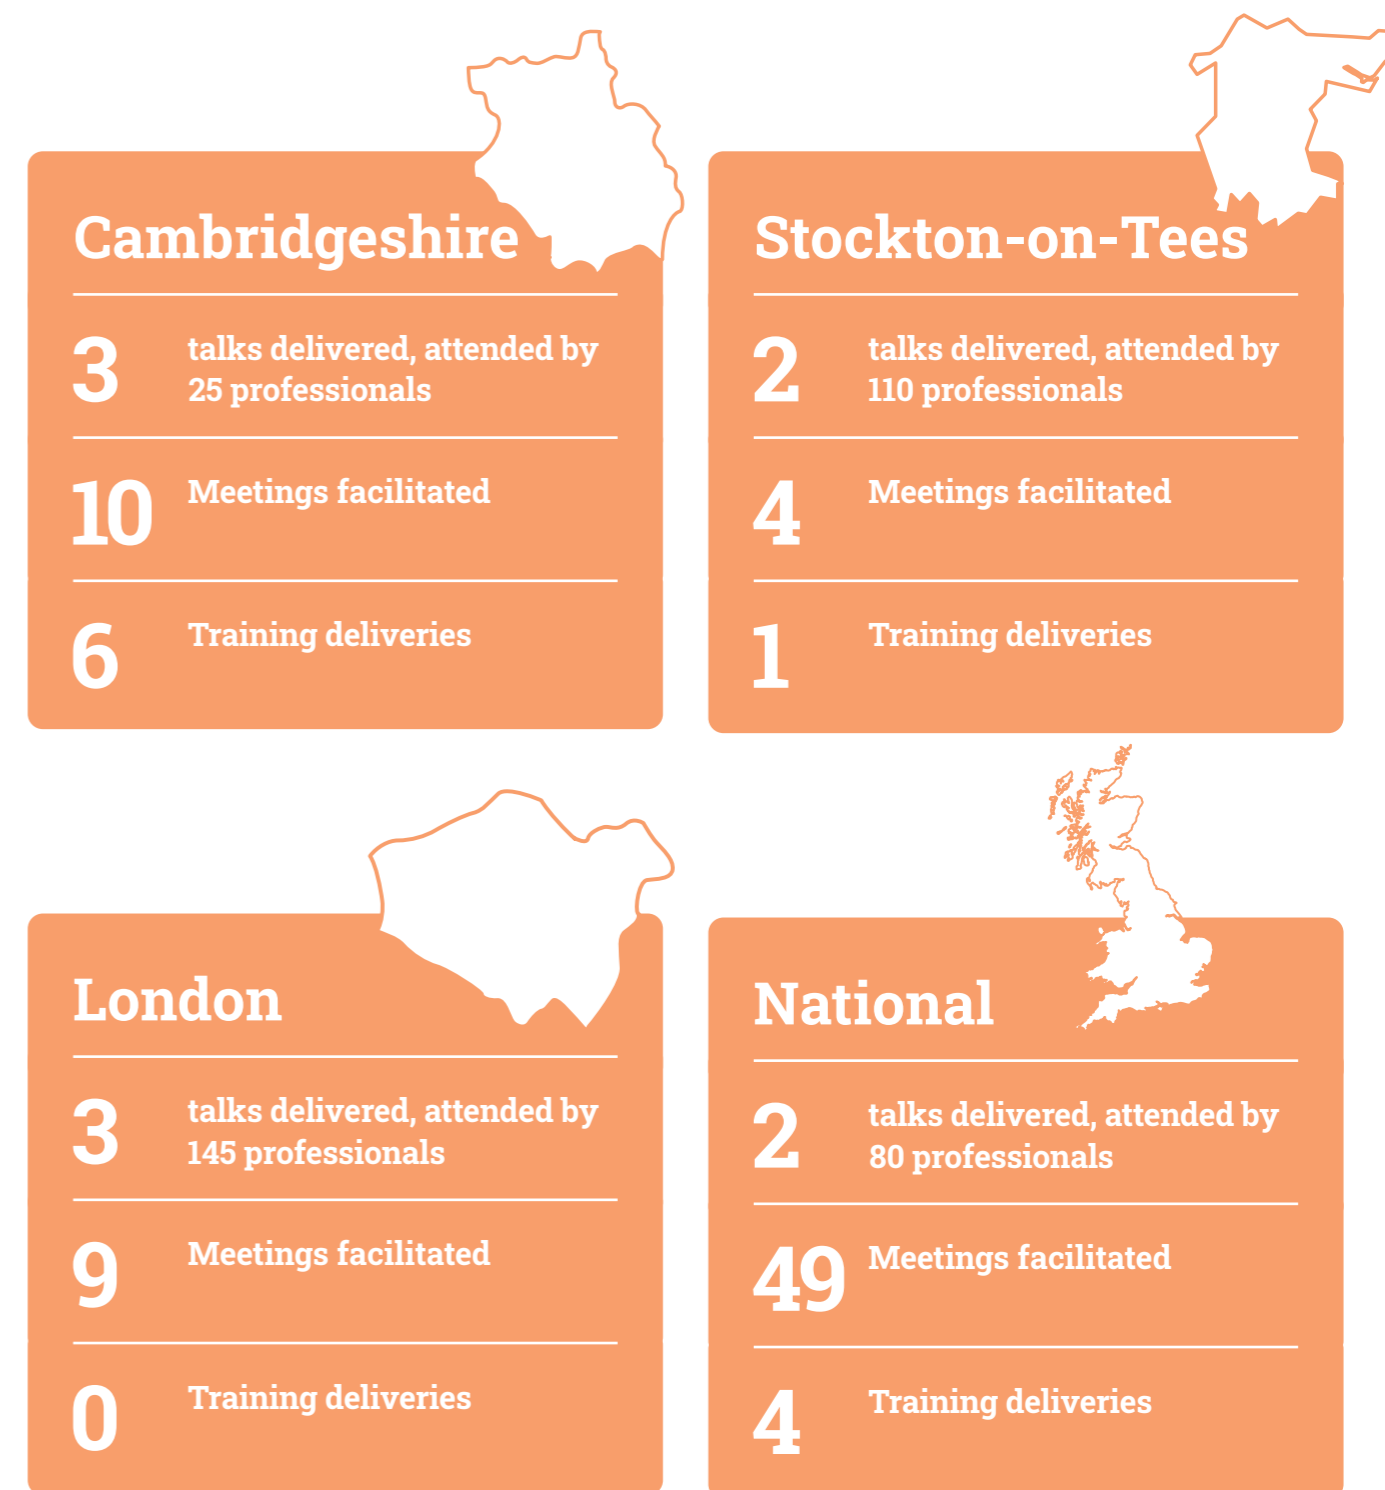 Cambridgeshire
3
talks delivered, attended by
25 professionals
10
Meetings facilitated
6
Training deliveries
Stockton-on-Tees
2
talks delivered, attended by
110 professionals
4
Meetings facilitated
1
Training deliveries
London
3
talks delivered, attended by
145 professionals
9
Meetings facilitated
0
Training deliveries
National
2
talks delivered, attended by
80 professionals
49
Meetings facilitated
4
Training deliveries